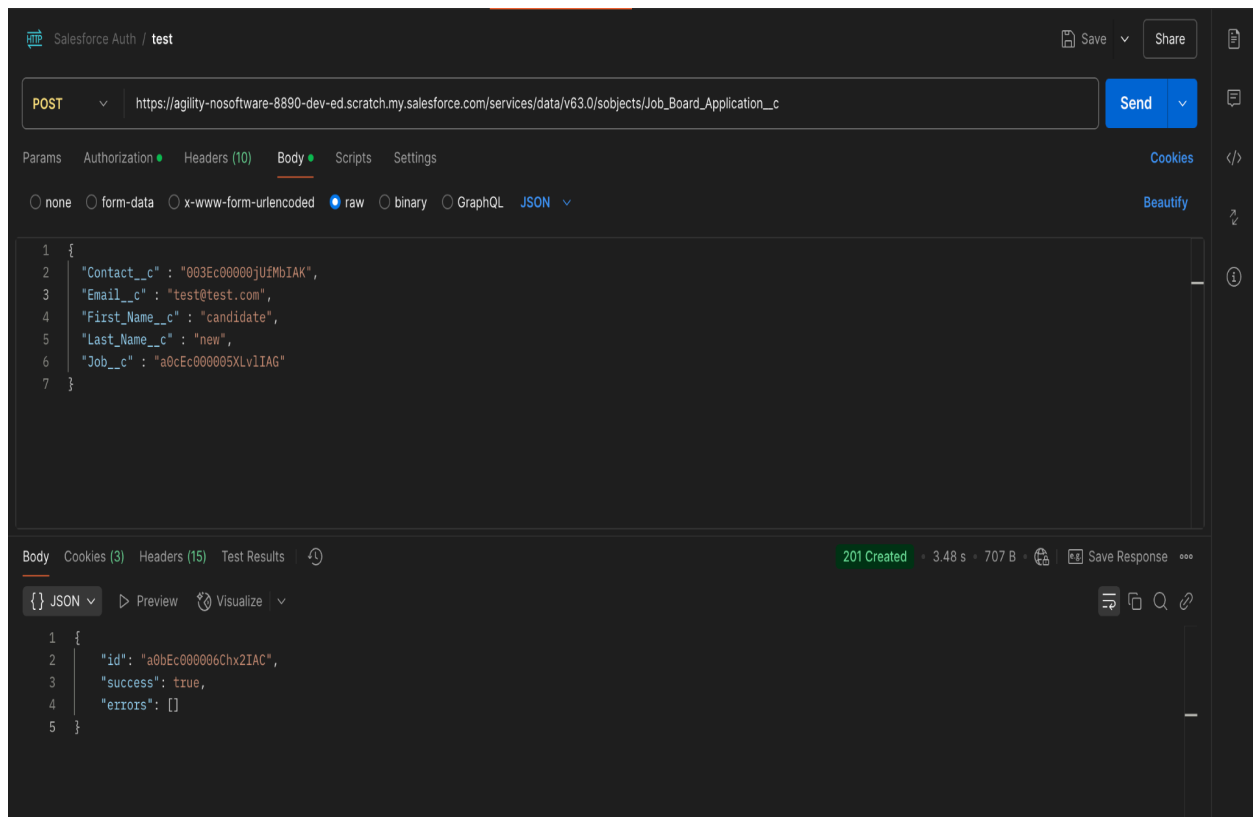 HTTP Salesforce Auth / test Save Share
POST https://agility-nosoftware-8890-dev-ed.scratch.my.salesforce.com/services/data/v63.0/sobjects/Job_Board_Application__c Send
Params Authorization Headers (10) Body Scripts Settings Cookies
none form-data x-www-form-urlencoded raw binary GraphQL JSON Beautify
1 {
2 "Contact__c" : "003Ec00000jUfMbIAK",
3 "Email__c" : "test@test.com",
4 "First_Name__c" : "candidate",
5 "Last_Name__c" : "new",
6 "Job__c" : "a0cEc000005XLvlIAG"
7 }
Body Cookies (3) Headers (15) Test Results 201 Created 3.48 s 707 B e.g. Save Response
{} JSON Preview Visualize
1 {
2 "id": "a0bEc000006Chx2IAC",
3 "success": true,
4 "errors": []
5 }